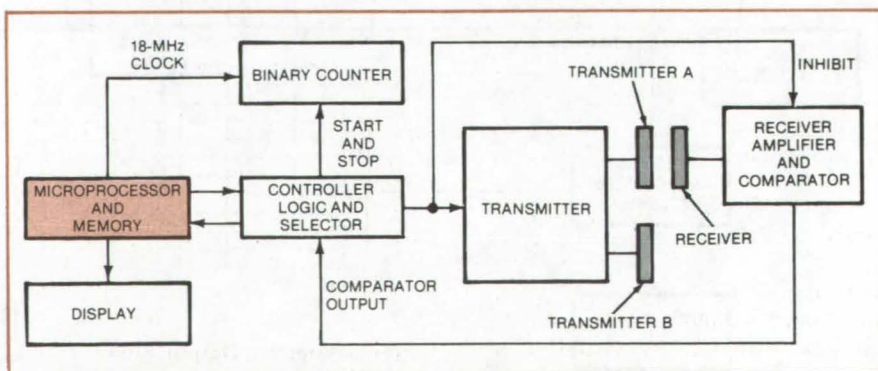 18-MHz
CLOCK
BINARY COUNTER
START
AND
STOP
MICROPROCESSOR
AND
MEMORY
CONTROLLER
LOGIC AND
SELECTOR
DISPLAY
COMPARATOR
OUTPUT
TRANSMITTER
TRANSMITTER A
RECEIVER
TRANSMITTER B
INHIBIT
RECEIVER
AMPLIFIER
AND
COMPARATOR